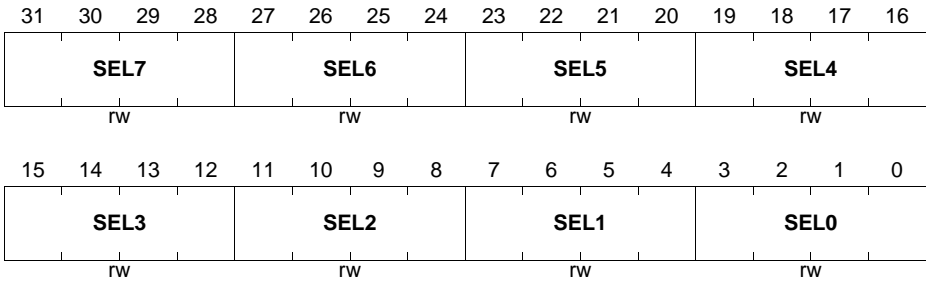 31 30 29 28 27 26 25 24 23 22 21 20 19 18 17 16
SEL7 SEL6 SEL5 SEL4
rw rw rw rw
15 14 13 12 11 10 9 8 7 6 5 4 3 2 1 0
SEL3 SEL2 SEL1 SEL0
rw rw rw rw